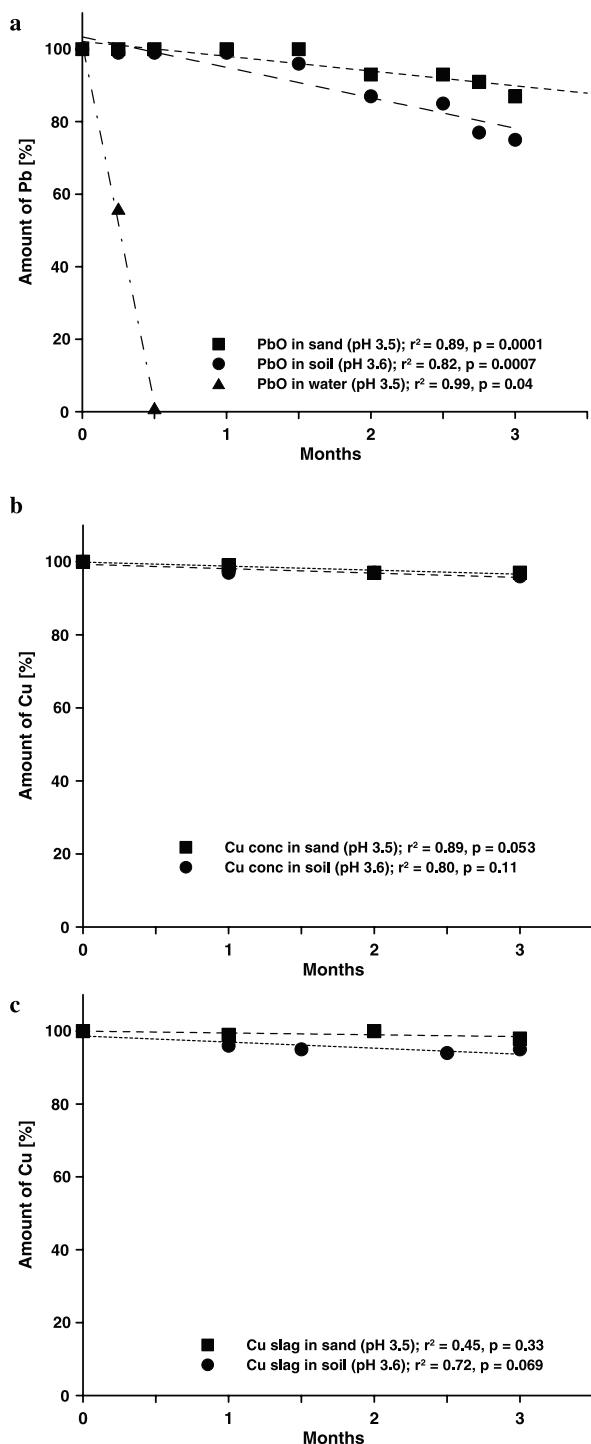 a
100
80
60
40
20
0
Amount of Pb [%]
PbO in sand (pH 3.5); r² = 0.89, p = 0.0001
PbO in soil (pH 3.6); r² = 0.82, p = 0.0007
PbO in water (pH 3.5); r² = 0.99, p = 0.04
0 1 2 3
Months
b
100
80
60
40
20
0
Amount of Cu [%]
Cu conc in sand (pH 3.5); r² = 0.89, p = 0.053
Cu conc in soil (pH 3.6); r² = 0.80, p = 0.11
0 1 2 3
Months
c
100
80
60
40
20
0
Amount of Cu [%]
Cu slag in sand (pH 3.5); r² = 0.45, p = 0.33
Cu slag in soil (pH 3.6); r² = 0.72, p = 0.069
0 1 2 3
Months